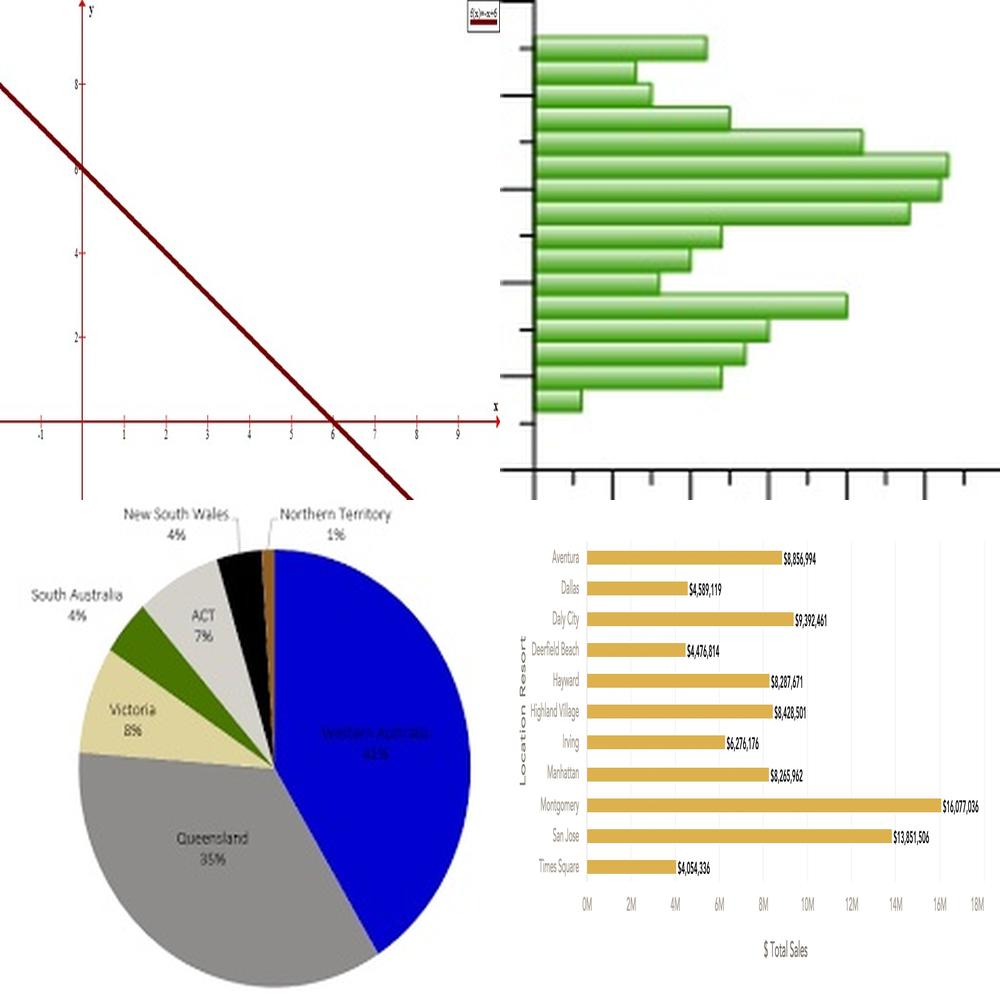 y
f(x)=-x+6
8
6
4
2
x
-1 1 2 3 4 5 6 7 8 9
New South Wales
4%
Northern Territory
1%
South Australia
4%
ACT
7%
Victoria
8%
Western Australia
41%
Queensland
35%
Location Resort
Aventura $8,856,994
Dallas $4,589,119
Daly City $9,392,461
Deerfield Beach $4,476,814
Hayward $8,287,671
Highland Village $8,428,501
Irving $6,276,176
Manhattan $8,265,962
Montgomery $16,077,036
San Jose $13,851,506
Times Square $4,054,336
0M 2M 4M 6M 8M 10M 12M 14M 16M 18M
$ Total Sales